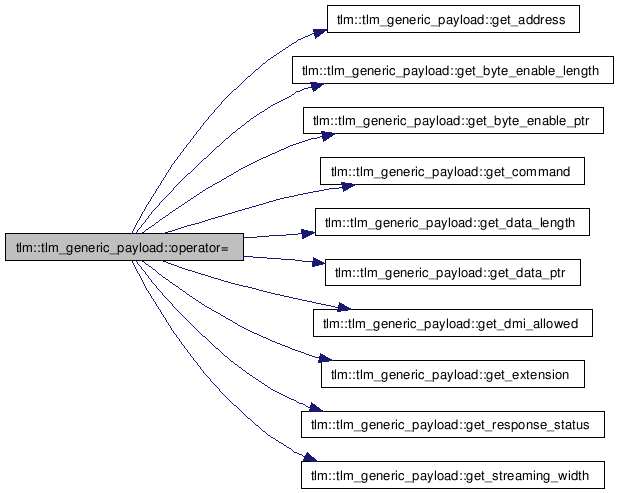 tlm::tlm_generic_payload::get_address
tlm::tlm_generic_payload::get_byte_enable_length
tlm::tlm_generic_payload::get_byte_enable_ptr
tlm::tlm_generic_payload::get_command
tlm::tlm_generic_payload::get_data_length
tlm::tlm_generic_payload::operator=
tlm::tlm_generic_payload::get_data_ptr
tlm::tlm_generic_payload::get_dmi_allowed
tlm::tlm_generic_payload::get_extension
tlm::tlm_generic_payload::get_response_status
tlm::tlm_generic_payload::get_streaming_width